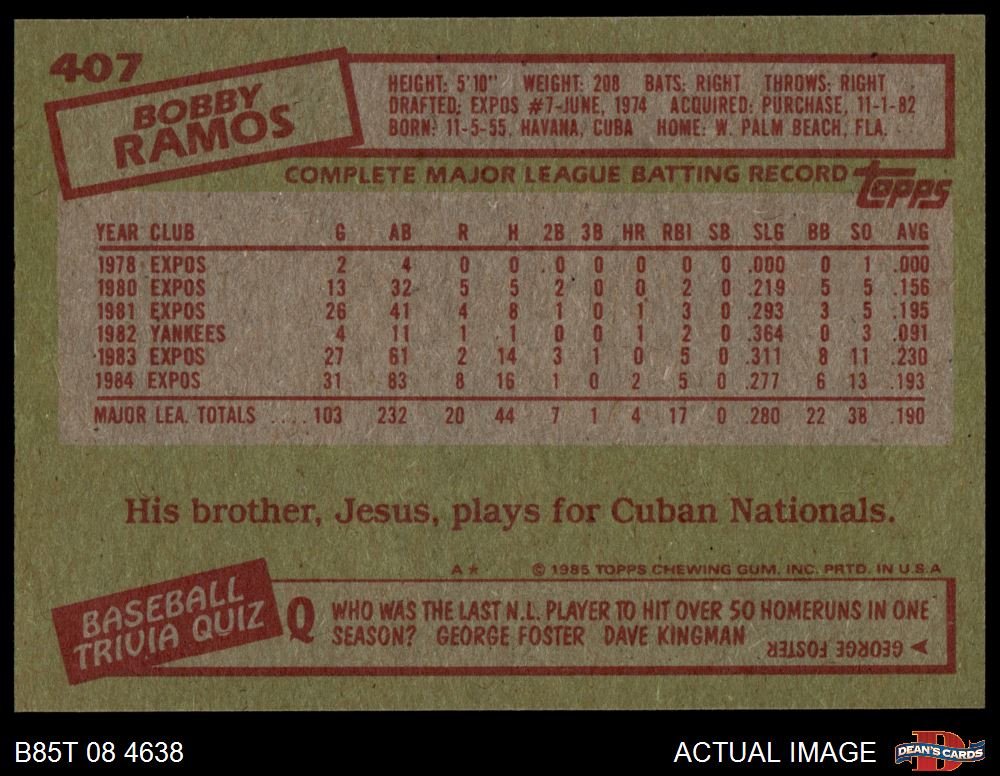 407
BOBBY
RAMOS
HEIGHT: 5'10" WEIGHT: 208 BATS: RIGHT THROWS: RIGHT
DRAFTED: EXPOS #7-JUNE, 1974 ACQUIRED: PURCHASE, 11-1-82
BORN: 11-5-55, HAVANA, CUBA HOME: W. PALM BEACH, FLA.
COMPLETE MAJOR LEAGUE BATTING RECORD topps
YEAR CLUB G AB R H 2B 3B HR RBI SB SLG BB SO AVG
1978 EXPOS 2 4 0 0 0 0 0 0 0 .000 0 1 .000
1980 EXPOS 13 32 5 5 2 0 0 2 0 .219 5 5 .156
1981 EXPOS 26 41 4 8 1 0 1 3 0 .293 3 5 .195
1982 YANKEES 4 11 1 1 0 0 1 2 0 .364 0 3 .091
1983 EXPOS 27 61 2 14 3 1 0 5 0 .311 8 11 .230
1984 EXPOS 31 83 8 16 1 0 2 5 0 .277 6 13 .193
MAJOR LEA. TOTALS .... 103 232 20 44 7 1 4 17 0 .280 22 38 .190
His brother, Jesus, plays for Cuban Nationals.
A* © 1985 TOPPS CHEWING GUM, INC. PRTD. IN U.S.A
BASEBALL
TRIVIA QUIZ
Q WHO WAS THE LAST N.L. PLAYER TO HIT OVER 50 HOMERUNS IN ONE
SEASON? GEORGE FOSTER DAVE KINGMAN
GEORGE FOSTER
B85T 08 4638
ACTUAL IMAGE
D
DEAN'S CARDS